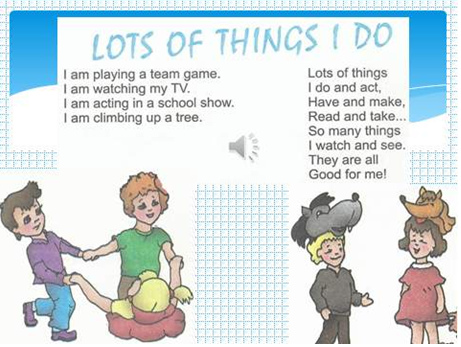 LOTS OF THINGS I DO
I am playing a team game.
I am watching my TV.
I am acting in a school show.
I am climbing up a tree.
Lots of things
I do and act,
Have and make,
Read and take...
So many things
I watch and see.
They are all
Good for me!